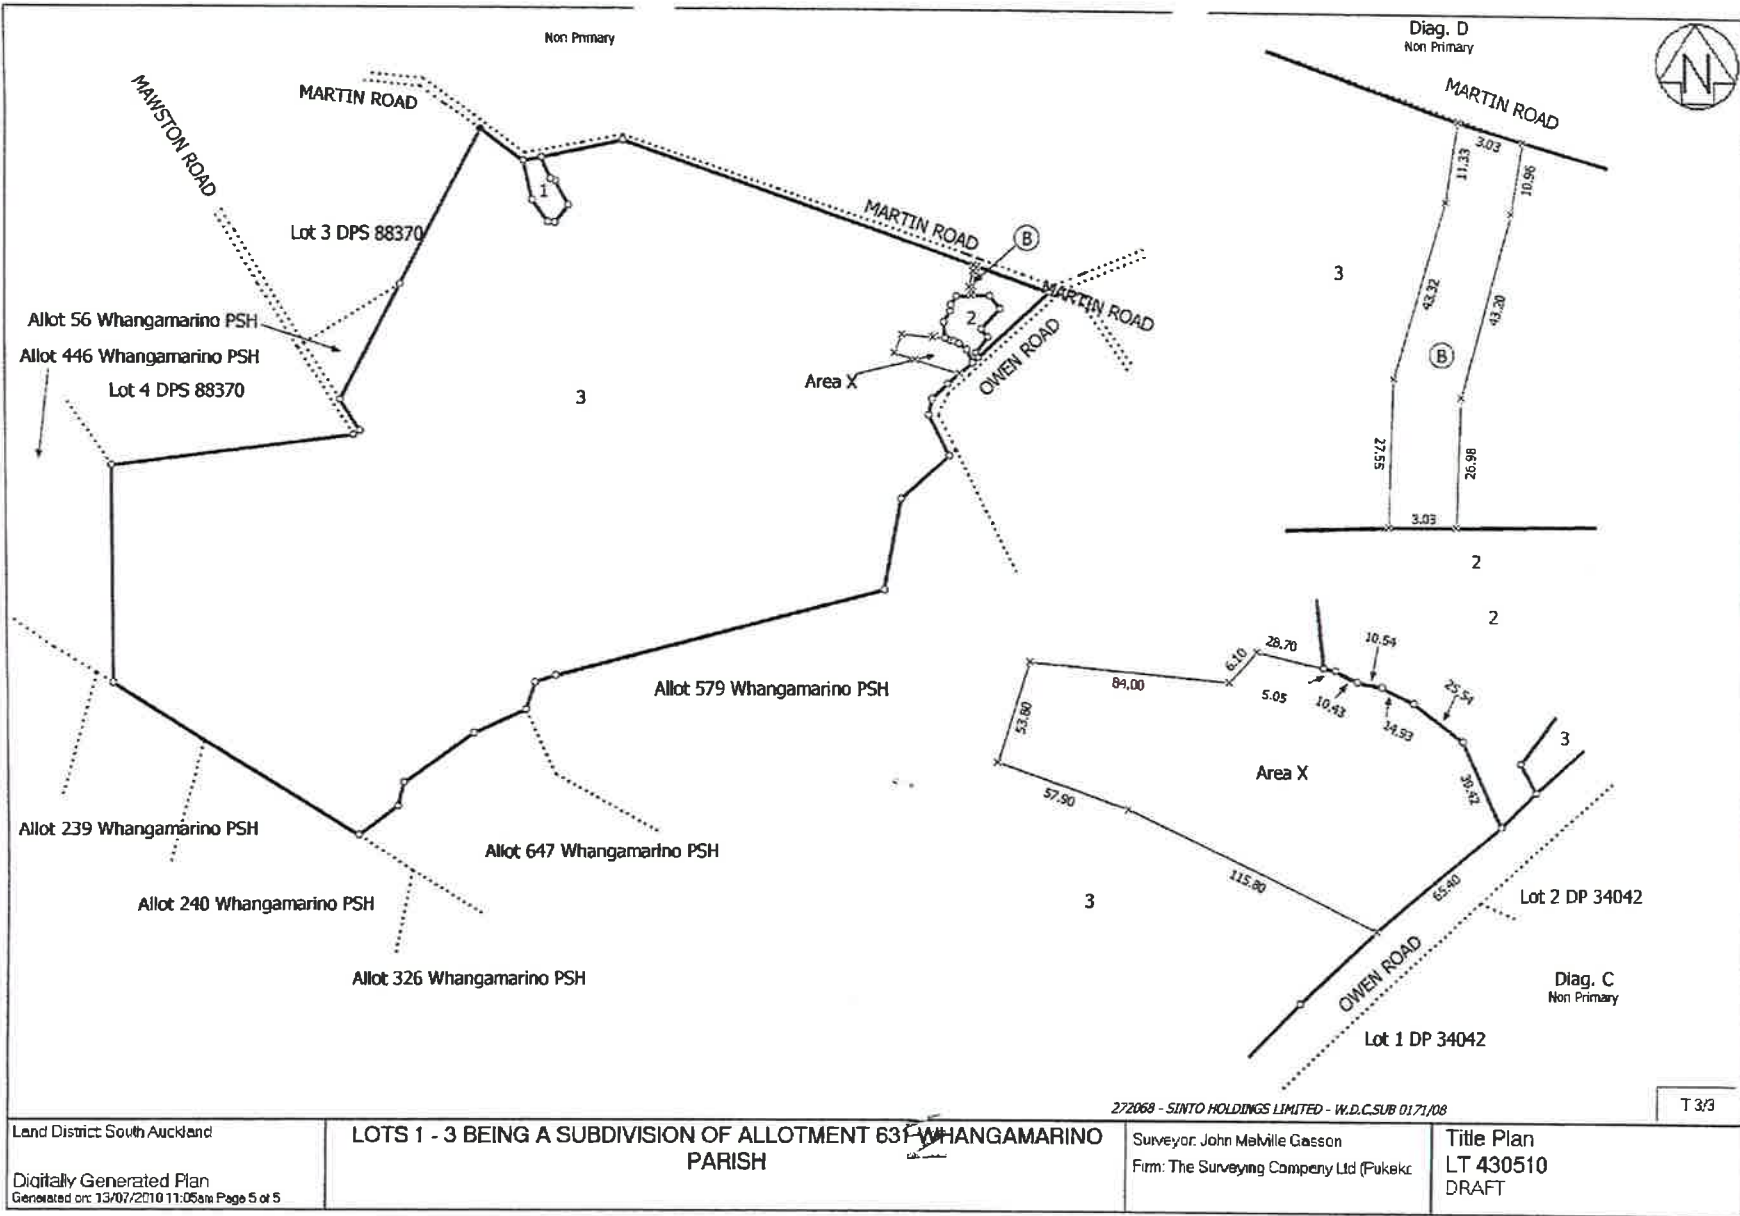 Non Primary
MAWSTON ROAD
MARTIN ROAD
1
Lot 3 DPS 88370
MARTIN ROAD
B
MARTIN ROAD
Allot 56 Whangamarino PSH
Allot 446 Whangamarino PSH
Lot 4 DPS 88370
2
OWEN ROAD
Area X
3
Allot 579 Whangamarino PSH
Allot 239 Whangamarino PSH
Allot 647 Whangamarino PSH
Allot 240 Whangamarino PSH
Allot 326 Whangamarino PSH
Diag. D
Non Primary
N
MARTIN ROAD
3.03
11.33
10.96
3
43.32
43.20
B
27.55
26.98
3.03
2
2
28.70
10.54
6.10
84.00
5.05
10.43
25.54
14.93
53.80
3
Area X
39.42
57.90
115.80
65.40
3
Lot 2 DP 34042
OWEN ROAD
Diag. C
Non Primary
Lot 1 DP 34042
272068 - SINTO HOLDINGS LIMITED - W.D.C.SUB 0171/08
T 3/3
Land District: South Auckland
Digitally Generated Plan
Generated on: 13/07/2010 11:05am Page 5 of 5
LOTS 1 - 3 BEING A SUBDIVISION OF ALLOTMENT 631 WHANGAMARINO
PARISH
Surveyor: John Melville Gasson
Firm: The Surveying Company Ltd (Pukekc
Title Plan
LT 430510
DRAFT